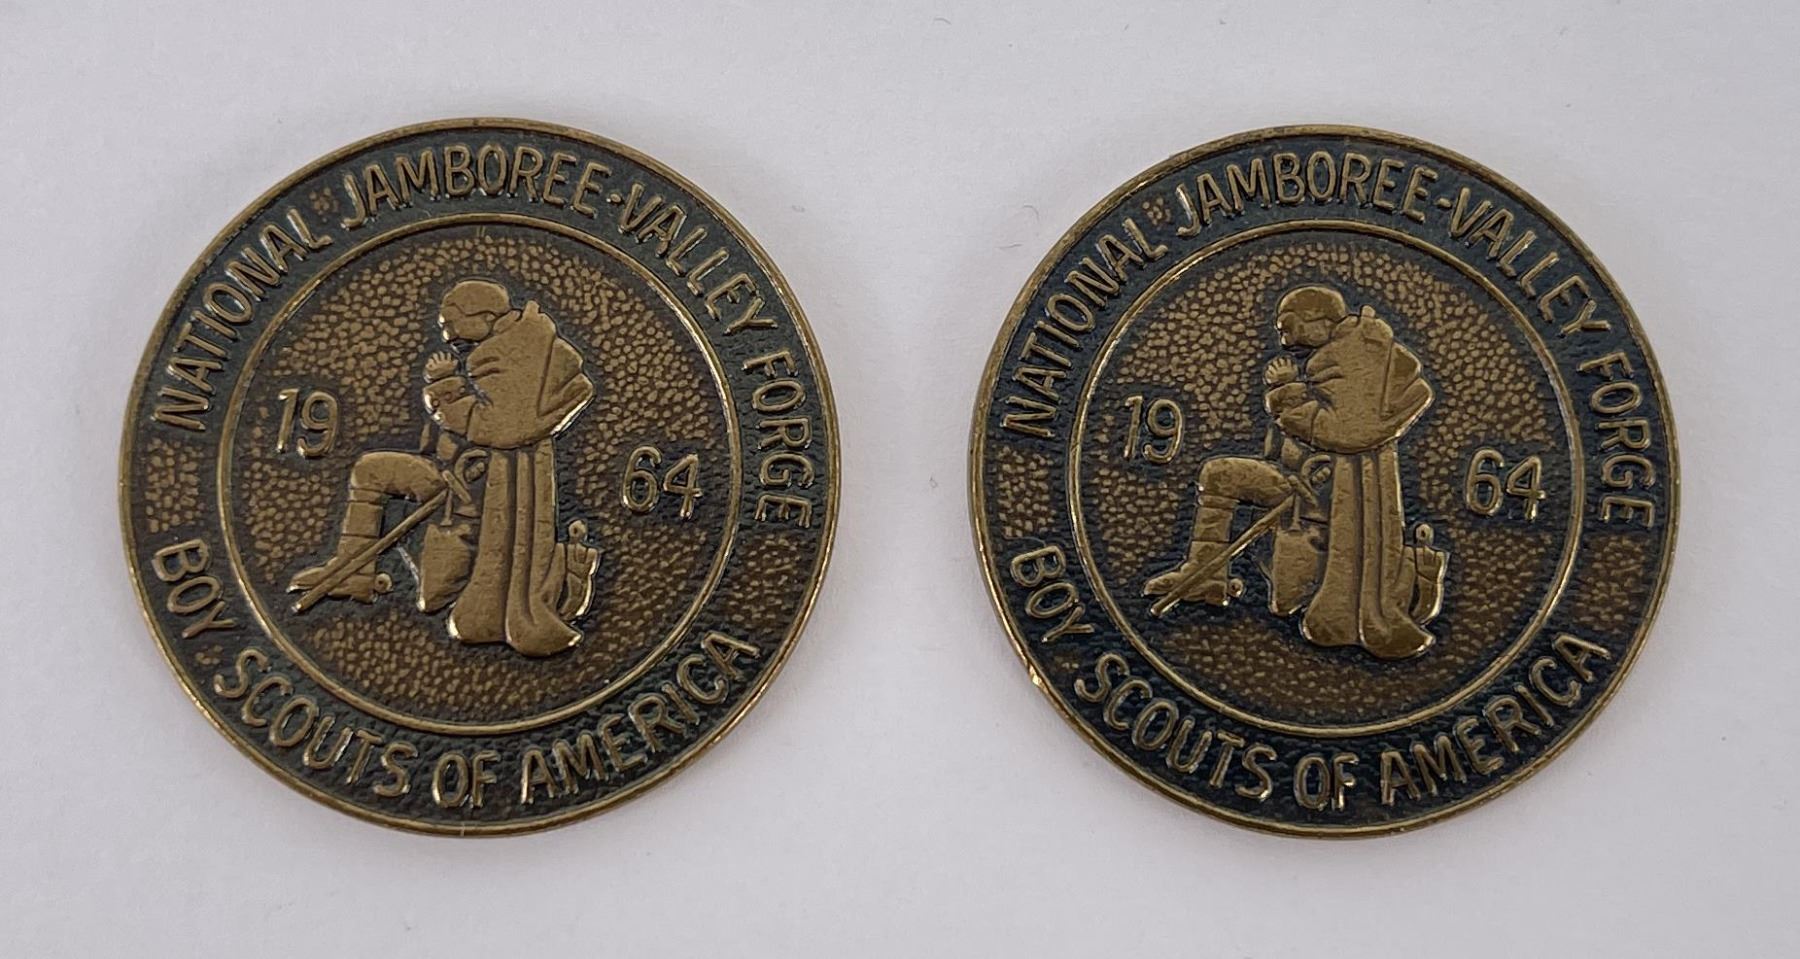 NATIONAL JAMBOREE-VALLEY FORGE
19 64
BOY SCOUTS OF AMERICA
NATIONAL JAMBOREE-VALLEY FORGE
19 64
BOY SCOUTS OF AMERICA